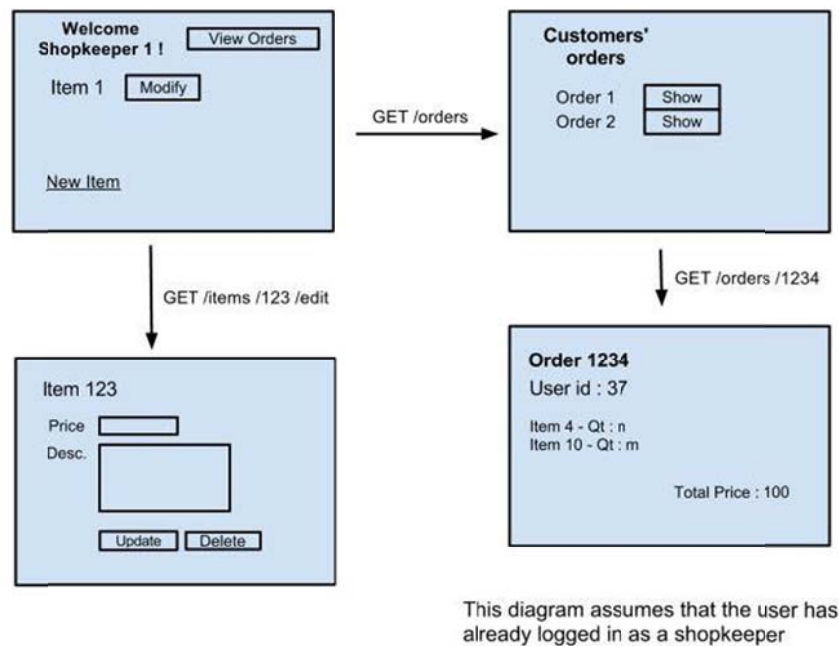 Welcome
Shopkeeper 1 !
View Orders
Item 1
Modify
New Item
GET /orders
Customers'
orders
Order 1
Show
Order 2
Show
GET /items /123 /edit
GET /orders /1234
Item 123
Price
Desc.
Update
Delete
Order 1234
User id : 37
Item 4 - Qt : n
Item 10 - Qt : m
Total Price : 100
This diagram assumes that the user has
already logged in as a shopkeeper